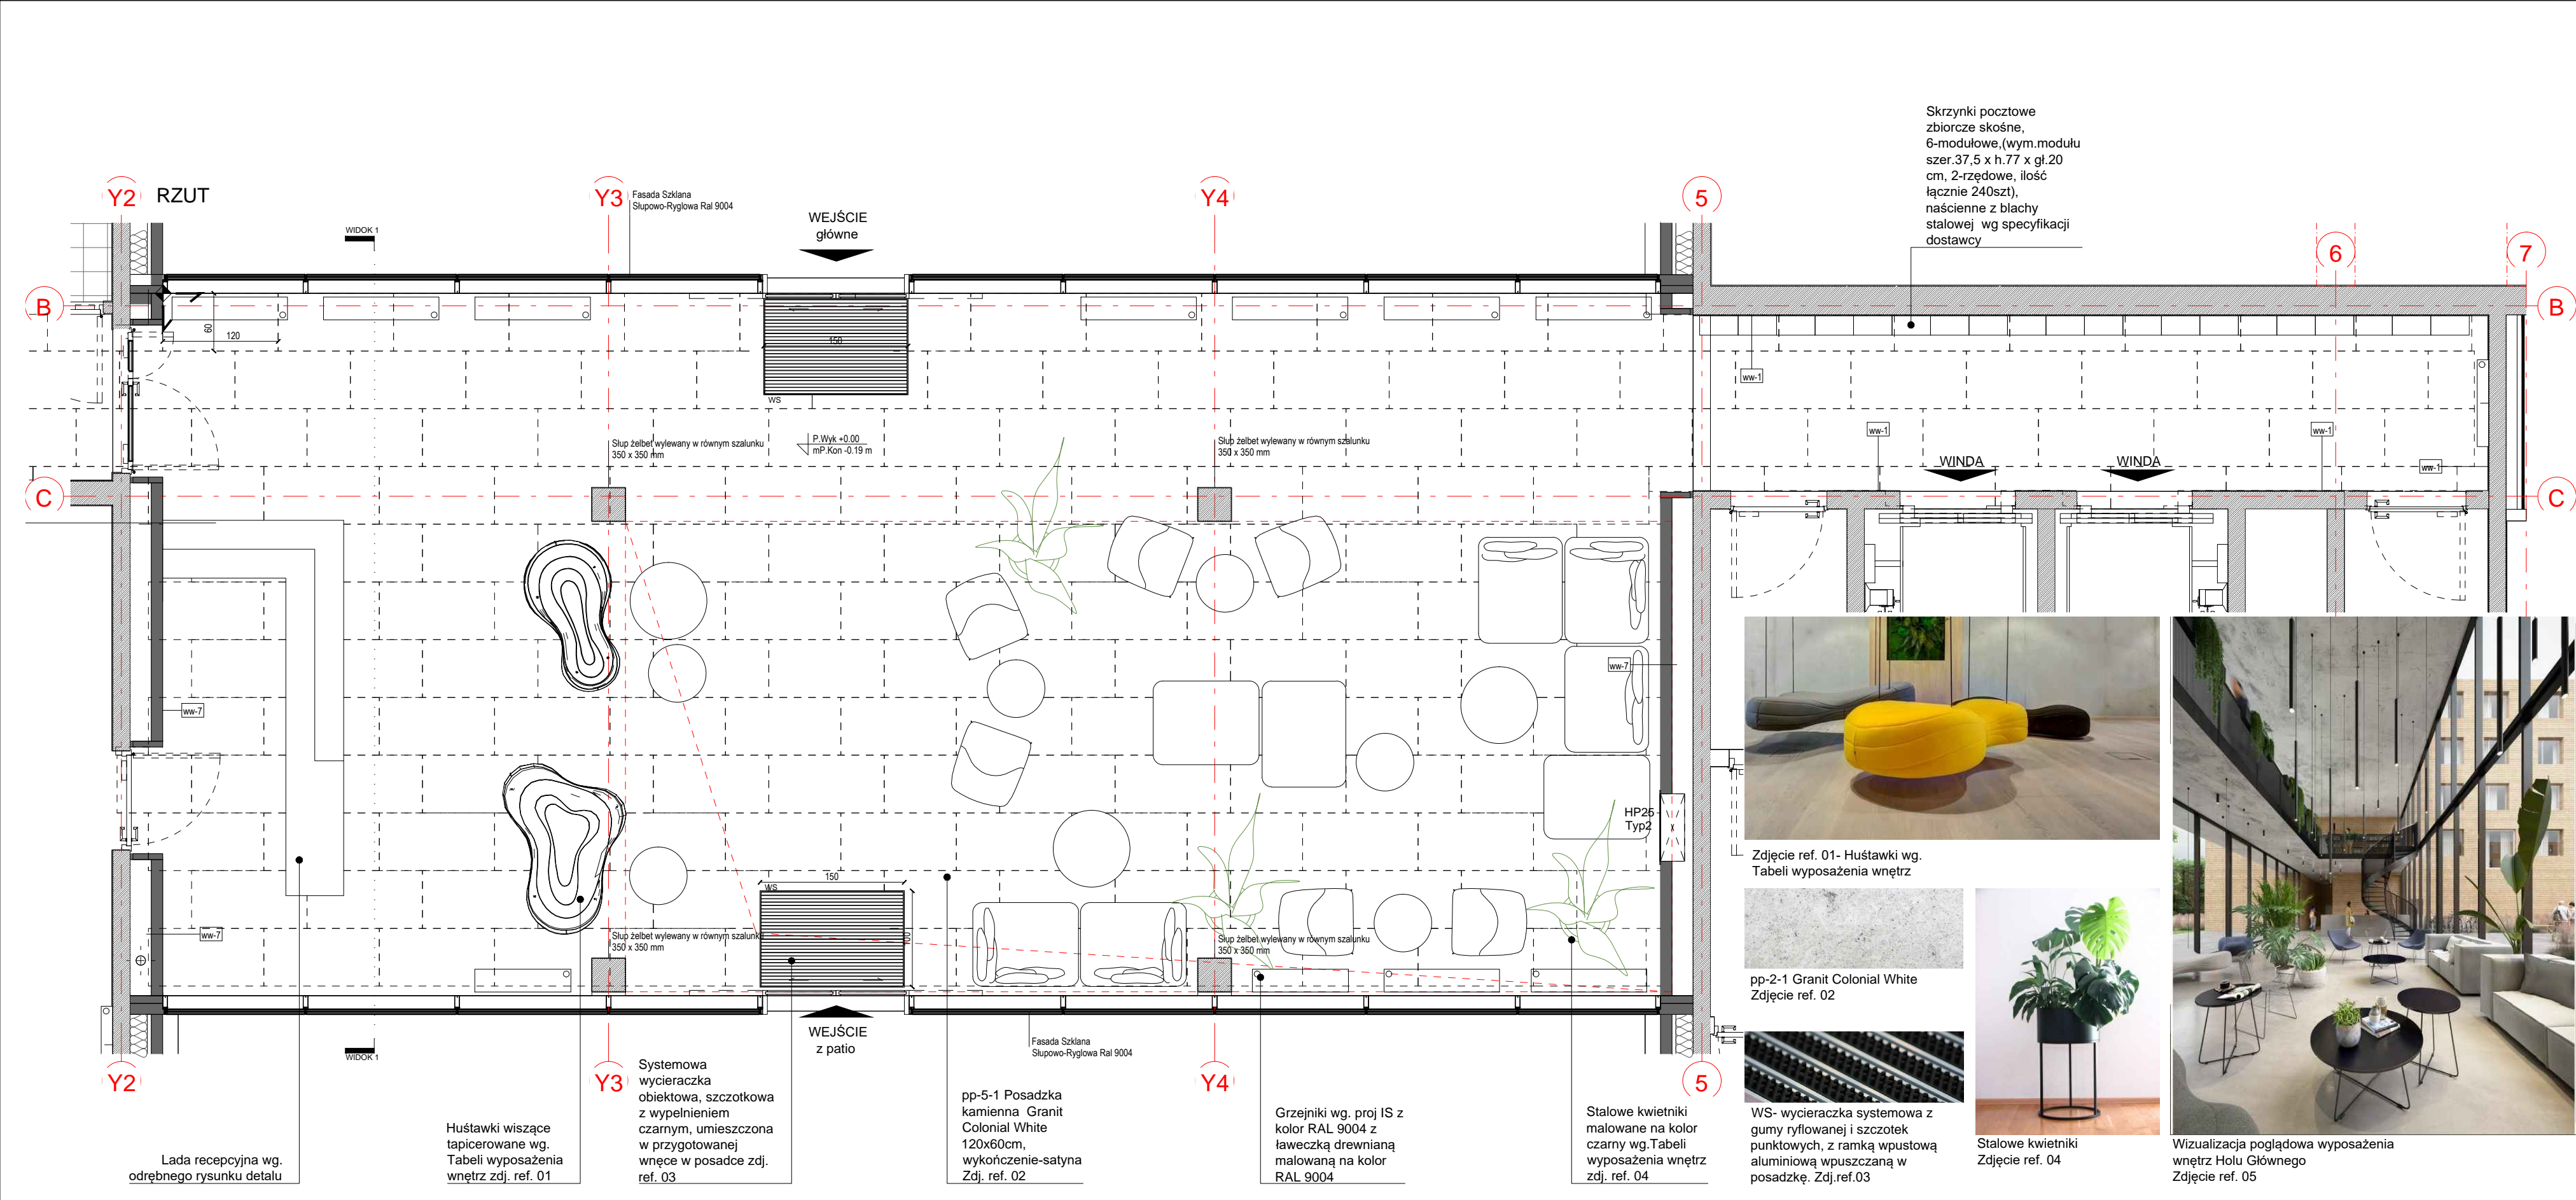 Skrzynki pocztowe
zbiorcze skośne,
6-modułowe,(wym.modułu
szer.37,5 x h.77 x gł.20
cm, 2-rzędowe, ilość
łącznie 240szt),
naścienne z blachy
stalowej wg specyfikacji
dostawcy
Y2
RZUT
Y3
Fasada Szklana
Słupowo-Ryglowa Ral 9004
WEJŚCIE
główne
Y4
5
6
7
WIDOK 1
B
B
60
120
150
WS
ww-1
P.Wyk +0.00
mP.Kon -0.19 m
Słup żelbet wylewany w równym szalunku
350 x 350 mm
Słup żelbet wylewany w równym szalunku
350 x 350 mm
ww-1
ww-1
ww-1
WINDA
WINDA
C
C
ww-7
ww-7
HP25
Typ2
ww-7
150
WS
Słup żelbet wylewany w równym szalunku
350 x 350 mm
Słup żelbet wylewany w równym szalunku
350 x 350 mm
WEJŚCIE
z patio
Fasada Szklana
Słupowo-Ryglowa Ral 9004
WIDOK 1
Y2
Y3
Y4
5
Lada recepcyjna wg.
odrębnego rysunku detalu
Huśtawki wiszące
tapicerowane wg.
Tabeli wyposażenia
wnętrz zdj. ref. 01
Systemowa
wycieraczka
obiektowa, szczotkowa
z wypełnieniem
czarnym, umieszczona
w przygotowanej
wnęce w posadce zdj.
ref. 03
pp-5-1 Posadzka
kamienna Granit
Colonial White
120x60cm,
wykończenie-satyna
Zdj. ref. 02
Grzejniki wg. proj IS z
kolor RAL 9004 z
ławeczką drewnianą
malowaną na kolor
RAL 9004
Stalowe kwietniki
malowane na kolor
czarny wg.Tabeli
wyposażenia wnętrz
zdj. ref. 04
Zdjęcie ref. 01- Huśtawki wg.
Tabeli wyposażenia wnętrz
pp-2-1 Granit Colonial White
Zdjęcie ref. 02
WS- wycieraczka systemowa z
gumy ryflowanej i szczotek
punktowych, z ramką wpustową
aluminiową wpuszczaną w
posadzkę. Zdj.ref.03
Stalowe kwietniki
Zdjęcie ref. 04
Wizualizacja poglądowa wyposażenia
wnętrz Holu Głównego
Zdjęcie ref. 05